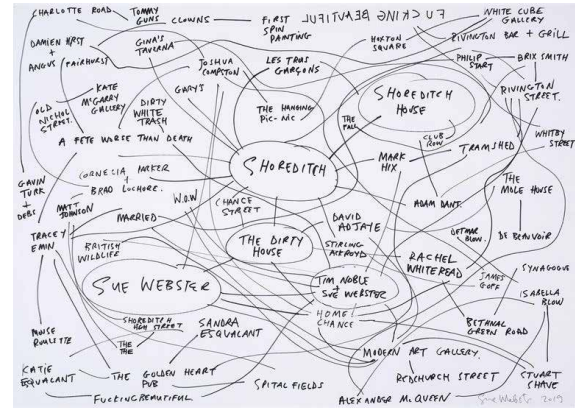 CHARLOTTE ROAD
TOMMY
GUNS
CLOWNS
FIRST
SPIN
PAINTING
FUCKING BEAUTIFUL
WHITE CUBE
GALLERY
HOXTON
SQUARE
RIVINGTON BAR + GRILL
DAMIEN HIRST
+
ANGUS FAIRHURST
GINA'S
TAVERNA
JOSHUA
COMPSTON
LES TROIS
GARÇONS
PHILIP
START
BRIX SMITH
KATE
McGARRY
GALLERY
GARY'S
SHOREDITCH
HOUSE
RIVINGTON
STREET.
OLD
NICHOL
STREET.
DIRTY
WHITE
TRASH
THE HANGING
PIC-NIC
THE
FALL
CLUB
ROW
WHITBY
STREET
A FETE WORSE THAN DEATH
SHOREDITCH
MARK
HIX
TRAMSHED
CORNELIA PARKER
+
BRAD LOCHORE.
THE
MOLE HOUSE
GAVIN
TURK
+
DEBS
MATT
JOHNSON
W.O.W
CHANCE
STREET
ADAM DANT.
MARRIED
DAVID
ADJAYE
DETMAR
BLOW.
DE BEAUVOIR
TRACEY
EMIN
BRITISH
WILDLIFE
THE DIRTY
HOUSE
STIRLING
ACKROYD
RACHEL
WHITEREAD
SYNAGOGUE
SUE WEBSTER
TIM NOBLE
+
SUE WEBSTER
JAMES
GOFF
ISABELLA
BLOW
HOME
CHANCE
SHOREDITCH
HIGH STREET
THE
THE
SANDRA
ESQUALANT
BETHNAL
GREEN ROAD
MOUSE
ROULETTE
MODERN ART GALLERY.
KATIE
ESQUALANT
THE GOLDEN HEART
PUB
SPITALFIELDS
REDCHURCH STREET
STUART
SHAVE
FUCKINGBEAUTIFUL
ALEXANDER McQUEEN
Sue Webster 2019